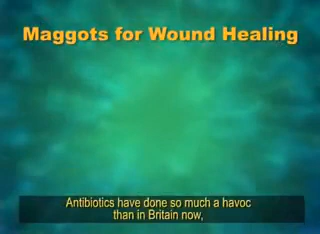 Maggots for Wound Healing
Antibiotics have done so much a havoc
than in Britain now,